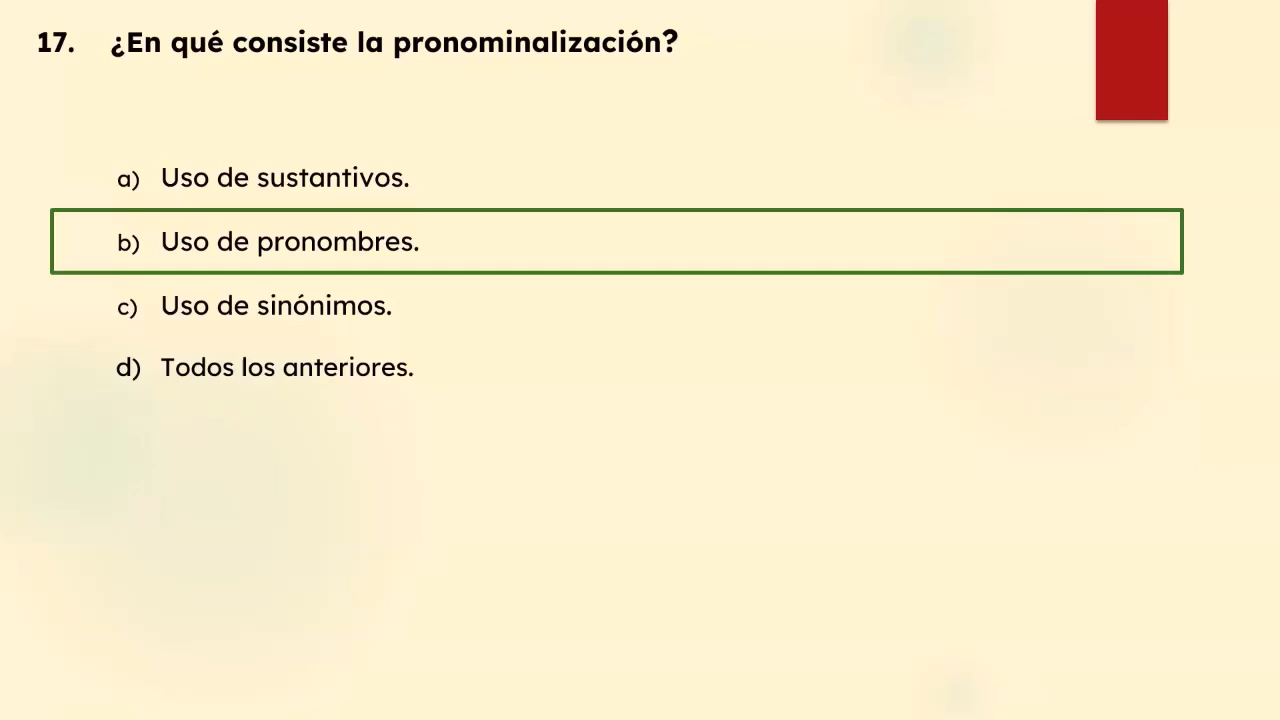 17. ¿En qué consiste la pronominalización?
a) Uso de sustantivos.
b) Uso de pronombres.
c) Uso de sinónimos.
d) Todos los anteriores.